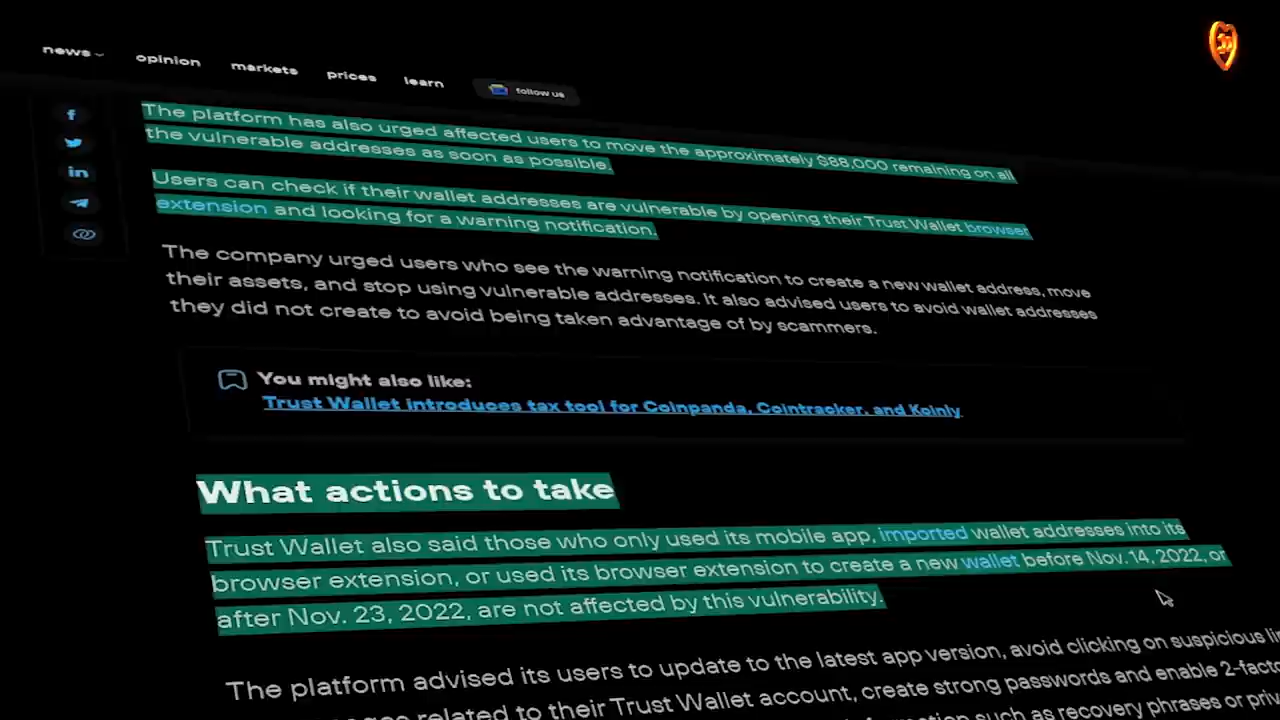 news
opinion
markets
prices
learn
follow us
The platform has also urged affected users to move the approximately $88,000 remaining on all
the vulnerable addresses as soon as possible.
Users can check if their wallet addresses are vulnerable by opening their Trust Wallet browser
extension and looking for a warning notification.
The company urged users who see the warning notification to create a new wallet address, move
their assets, and stop using vulnerable addresses. It also advised users to avoid wallet addresses
they did not create to avoid being taken advantage of by scammers.
You might also like:
Trust Wallet introduces tax tool for Coinpanda, Cointracker, and Koinly
What actions to take
Trust Wallet also said those who only used its mobile app, imported wallet addresses into its
browser extension, or used its browser extension to create a new wallet before Nov. 14, 2022, or
after Nov. 23, 2022, are not affected by this vulnerability.
The platform advised its users to update to the latest app version, avoid clicking on suspicious
related to their Trust Wallet account, create strong passwords and enable
such as recovery phrases or